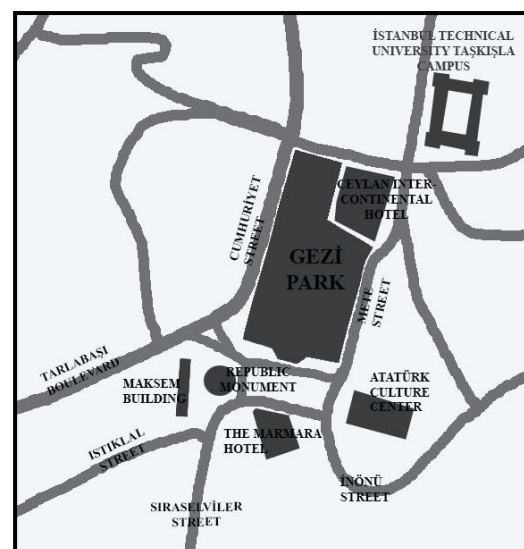 İSTANBUL TECHNICAL
UNIVERSITY TAŞKIŞLA
CAMPUS
CEYLAN INTER-
CONTINENTAL
HOTEL
CUMHURİYET
STREET
GEZİ
PARK
METE
STREET
TARLABAŞI
BOULEVARD
MAKSEM
BUILDING
REPUBLIC
MONUMENT
ATATÜRK
CULTURE
CENTER
ISTIKLAL
STREET
THE MARMARA
HOTEL
İNÖNÜ
STREET
SIRASELVİLER
STREET